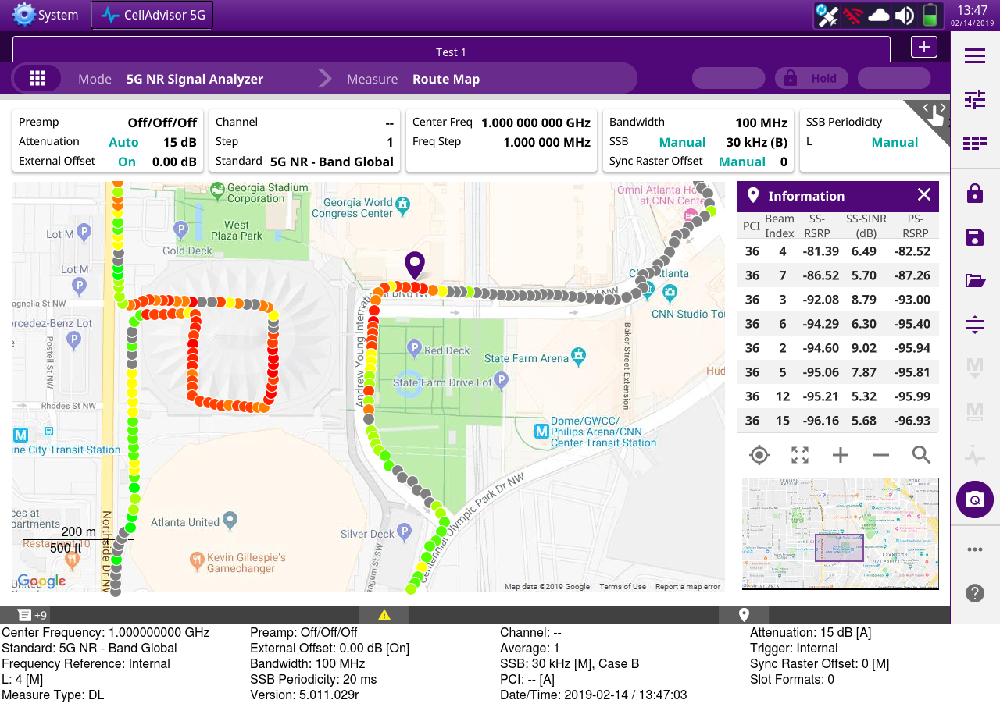 System
CellAdvisor 5G
13:47
02/14/2019
Test 1
Mode 5G NR Signal Analyzer
Measure Route Map
Hold
Preamp Off/Off/Off
Attenuation Auto 15 dB
External Offset On 0.00 dB
Channel --
Step 1
Standard 5G NR - Band Global
Center Freq 1.000 000 000 GHz
Freq Step 1.000 000 MHz
Bandwidth 100 MHz
SSB Manual 30 kHz (B)
Sync Raster Offset Manual 0
SSB Periodicity
L Manual
Georgia Stadium
Corporation
Georgia World
Congress Center
Omni Atlanta Ho
at CNN Cente
West
Plaza Park
Lot M
Gold Deck
Lot M
agnolia St NW
ercedez-Benz Lot
Postell St NW
Rhodes St NW
ine City Transit Station
Andrew Young Internatio
al Blvd NW
CNN Studio Tou
Baker Street Extension
Red Deck
State Farm Arena
State Farm Drive Lot
Hud
Dome/GWCC/
Philips Arena/CNN
Center Transit Station
ces at
partments
Atlanta United
Silver Deck
Kevin Gillespie's
Gamechanger
Northside Dr NW
Centennial Olympic Park Dr NW
ngum St SW
200 m
500 ft
Google
Map data ©2019 Google Terms of Use Report a map error
Information
PCI Beam Index SS-RSRP SS-SINR (dB) PS-RSRP
36 4 -81.39 6.49 -82.52
36 7 -86.52 5.70 -87.26
36 3 -92.08 8.79 -93.00
36 6 -94.29 6.30 -95.40
36 2 -94.60 9.02 -95.94
36 5 -95.06 7.87 -95.81
36 12 -95.21 5.32 -95.99
36 15 -96.16 5.68 -96.93
+9
Center Frequency: 1.000000000 GHz
Standard: 5G NR - Band Global
Frequency Reference: Internal
L: 4 [M]
Measure Type: DL
Preamp: Off/Off/Off
External Offset: 0.00 dB [On]
Bandwidth: 100 MHz
SSB Periodicity: 20 ms
Version: 5.011.029r
Channel: --
Average: 1
SSB: 30 kHz [M], Case B
PCI: -- [A]
Date/Time: 2019-02-14 / 13:47:03
Attenuation: 15 dB [A]
Trigger: Internal
Sync Raster Offset: 0 [M]
Slot Formats: 0